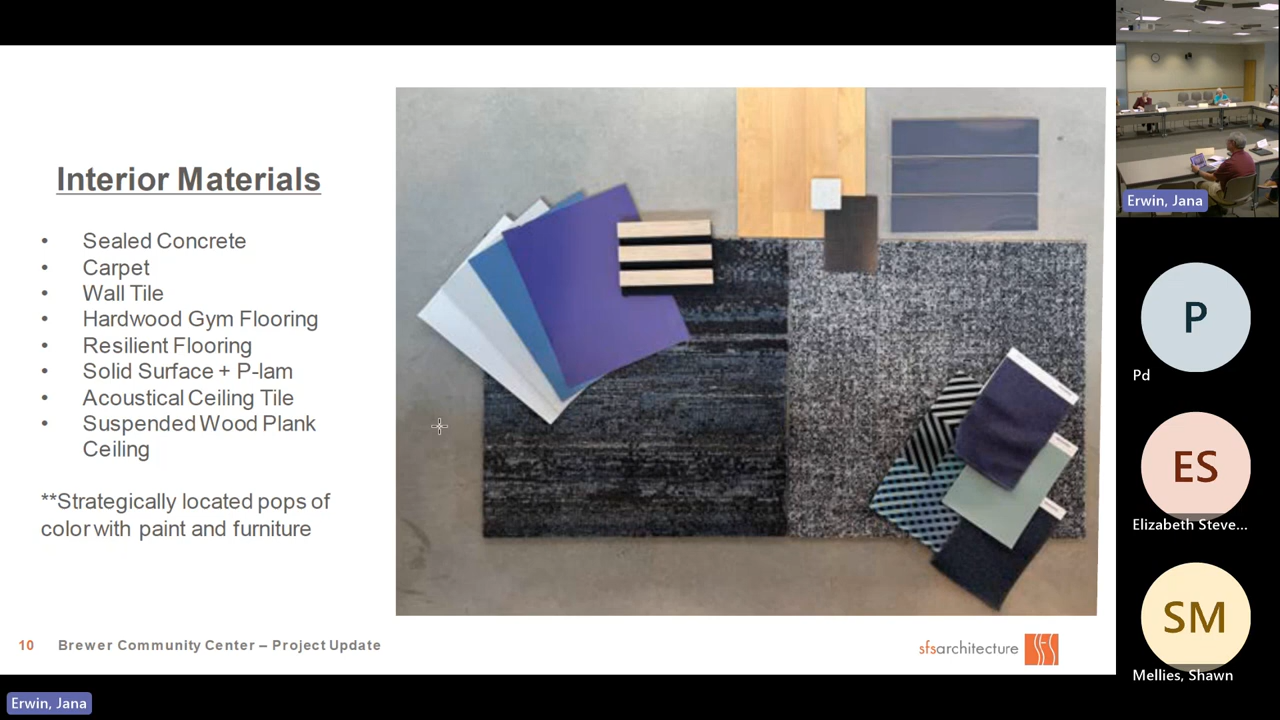 Interior Materials
• Sealed Concrete
• Carpet
• Wall Tile
• Hardwood Gym Flooring
• Resilient Flooring
• Solid Surface + P-lam
• Acoustical Ceiling Tile
• Suspended Wood Plank
Ceiling
**Strategically located pops of
color with paint and furniture
10 Brewer Community Center – Project Update
sfsarchitecture
Erwin, Jana
Erwin, Jana
P
Pd
ES
Elizabeth Steve...
SM
Mellies, Shawn